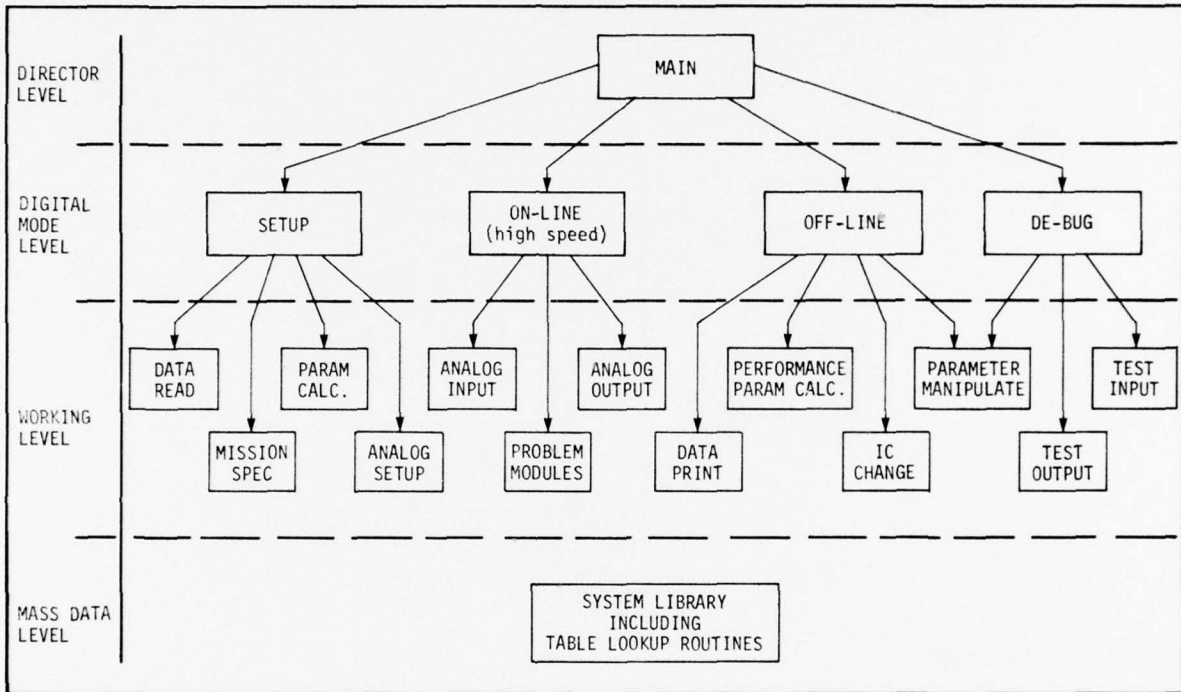 DIRECTOR
LEVEL
MAIN
DIGITAL
MODE
LEVEL
SETUP
ON-LINE
(high speed)
OFF-LINE
DE-BUG
WORKING
LEVEL
DATA
READ
PARAM
CALC.
ANALOG
INPUT
ANALOG
OUTPUT
PERFORMANCE
PARAM CALC.
PARAMETER
MANIPULATE
TEST
INPUT
MISSION
SPEC
ANALOG
SETUP
PROBLEM
MODULES
DATA
PRINT
IC
CHANGE
TEST
OUTPUT
MASS DATA
LEVEL
SYSTEM LIBRARY
INCLUDING
TABLE LOOKUP ROUTINES